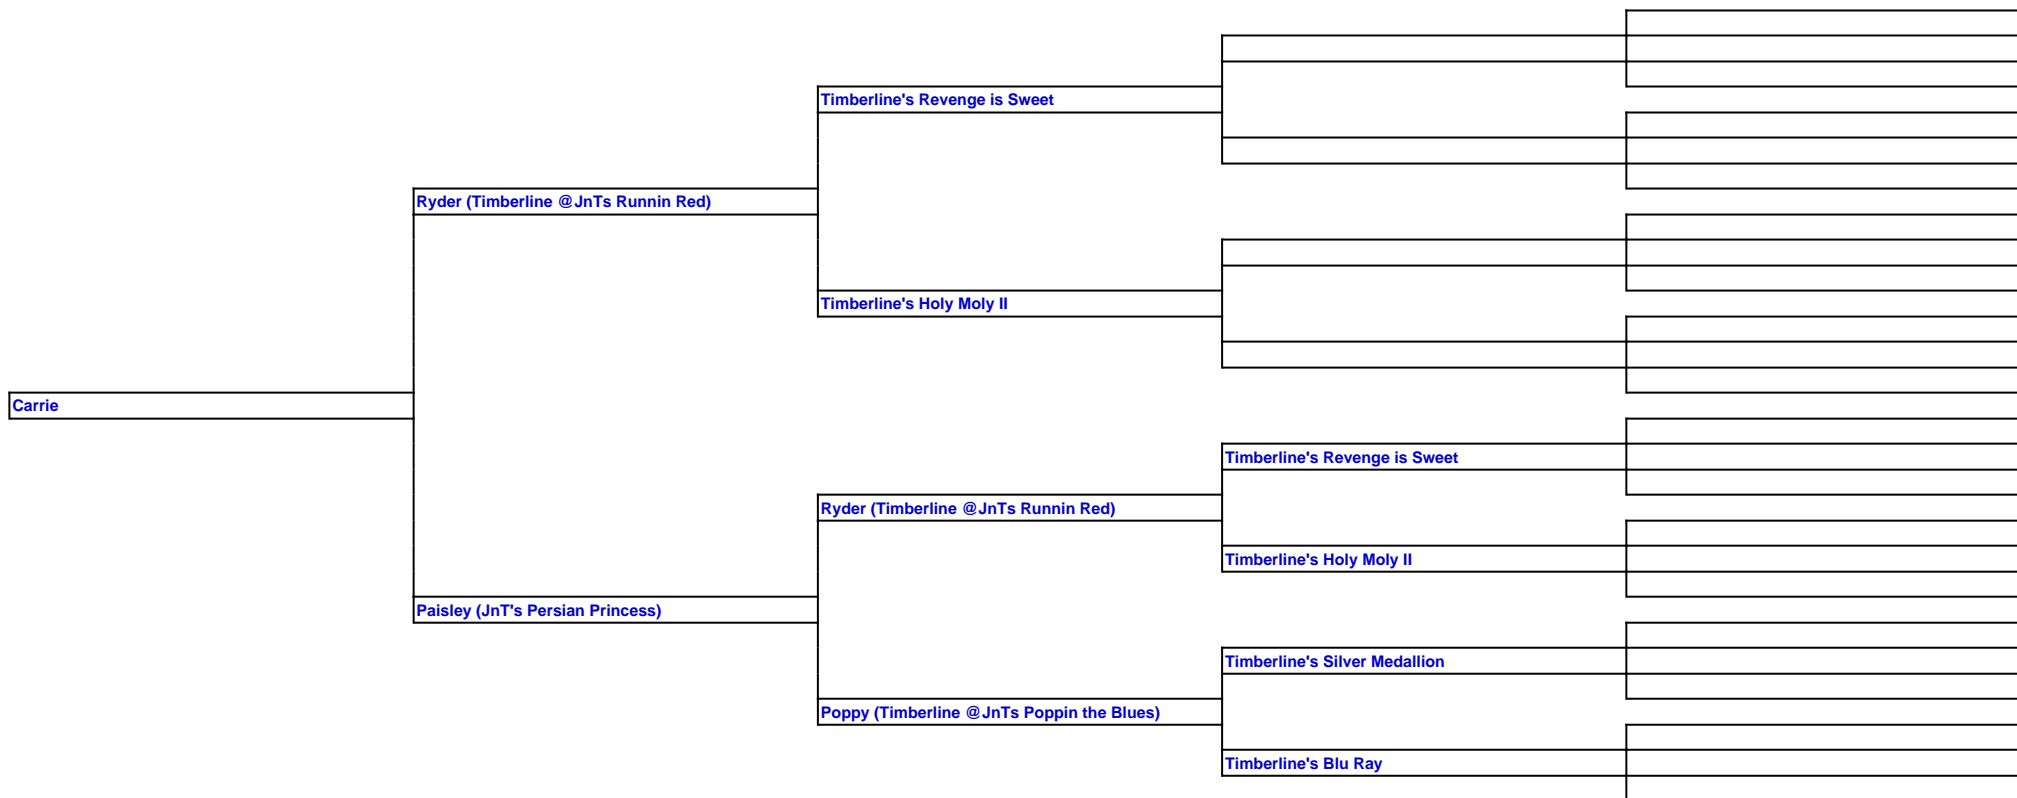 Timberline's Revenge is Sweet
Ryder (Timberline @JnTs Runnin Red)
Timberline's Holy Moly II
Carrie
Timberline's Revenge is Sweet
Ryder (Timberline @JnTs Runnin Red)
Timberline's Holy Moly II
Paisley (JnT's Persian Princess)
Timberline's Silver Medallion
Poppy (Timberline @JnTs Poppin the Blues)
Timberline's Blu Ray